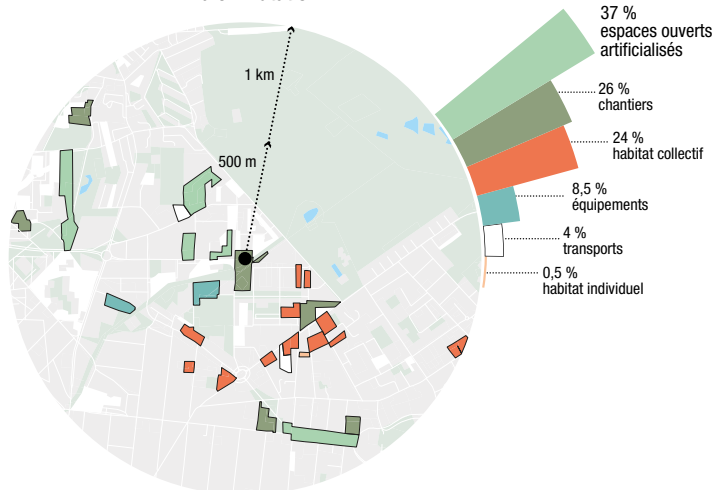 37 %
espaces ouverts
artificialisés
1 km
26 %
chantiers
24 %
habitat collectif
500 m
8,5 %
équipements
4 %
transports
0,5 %
habitat individuel